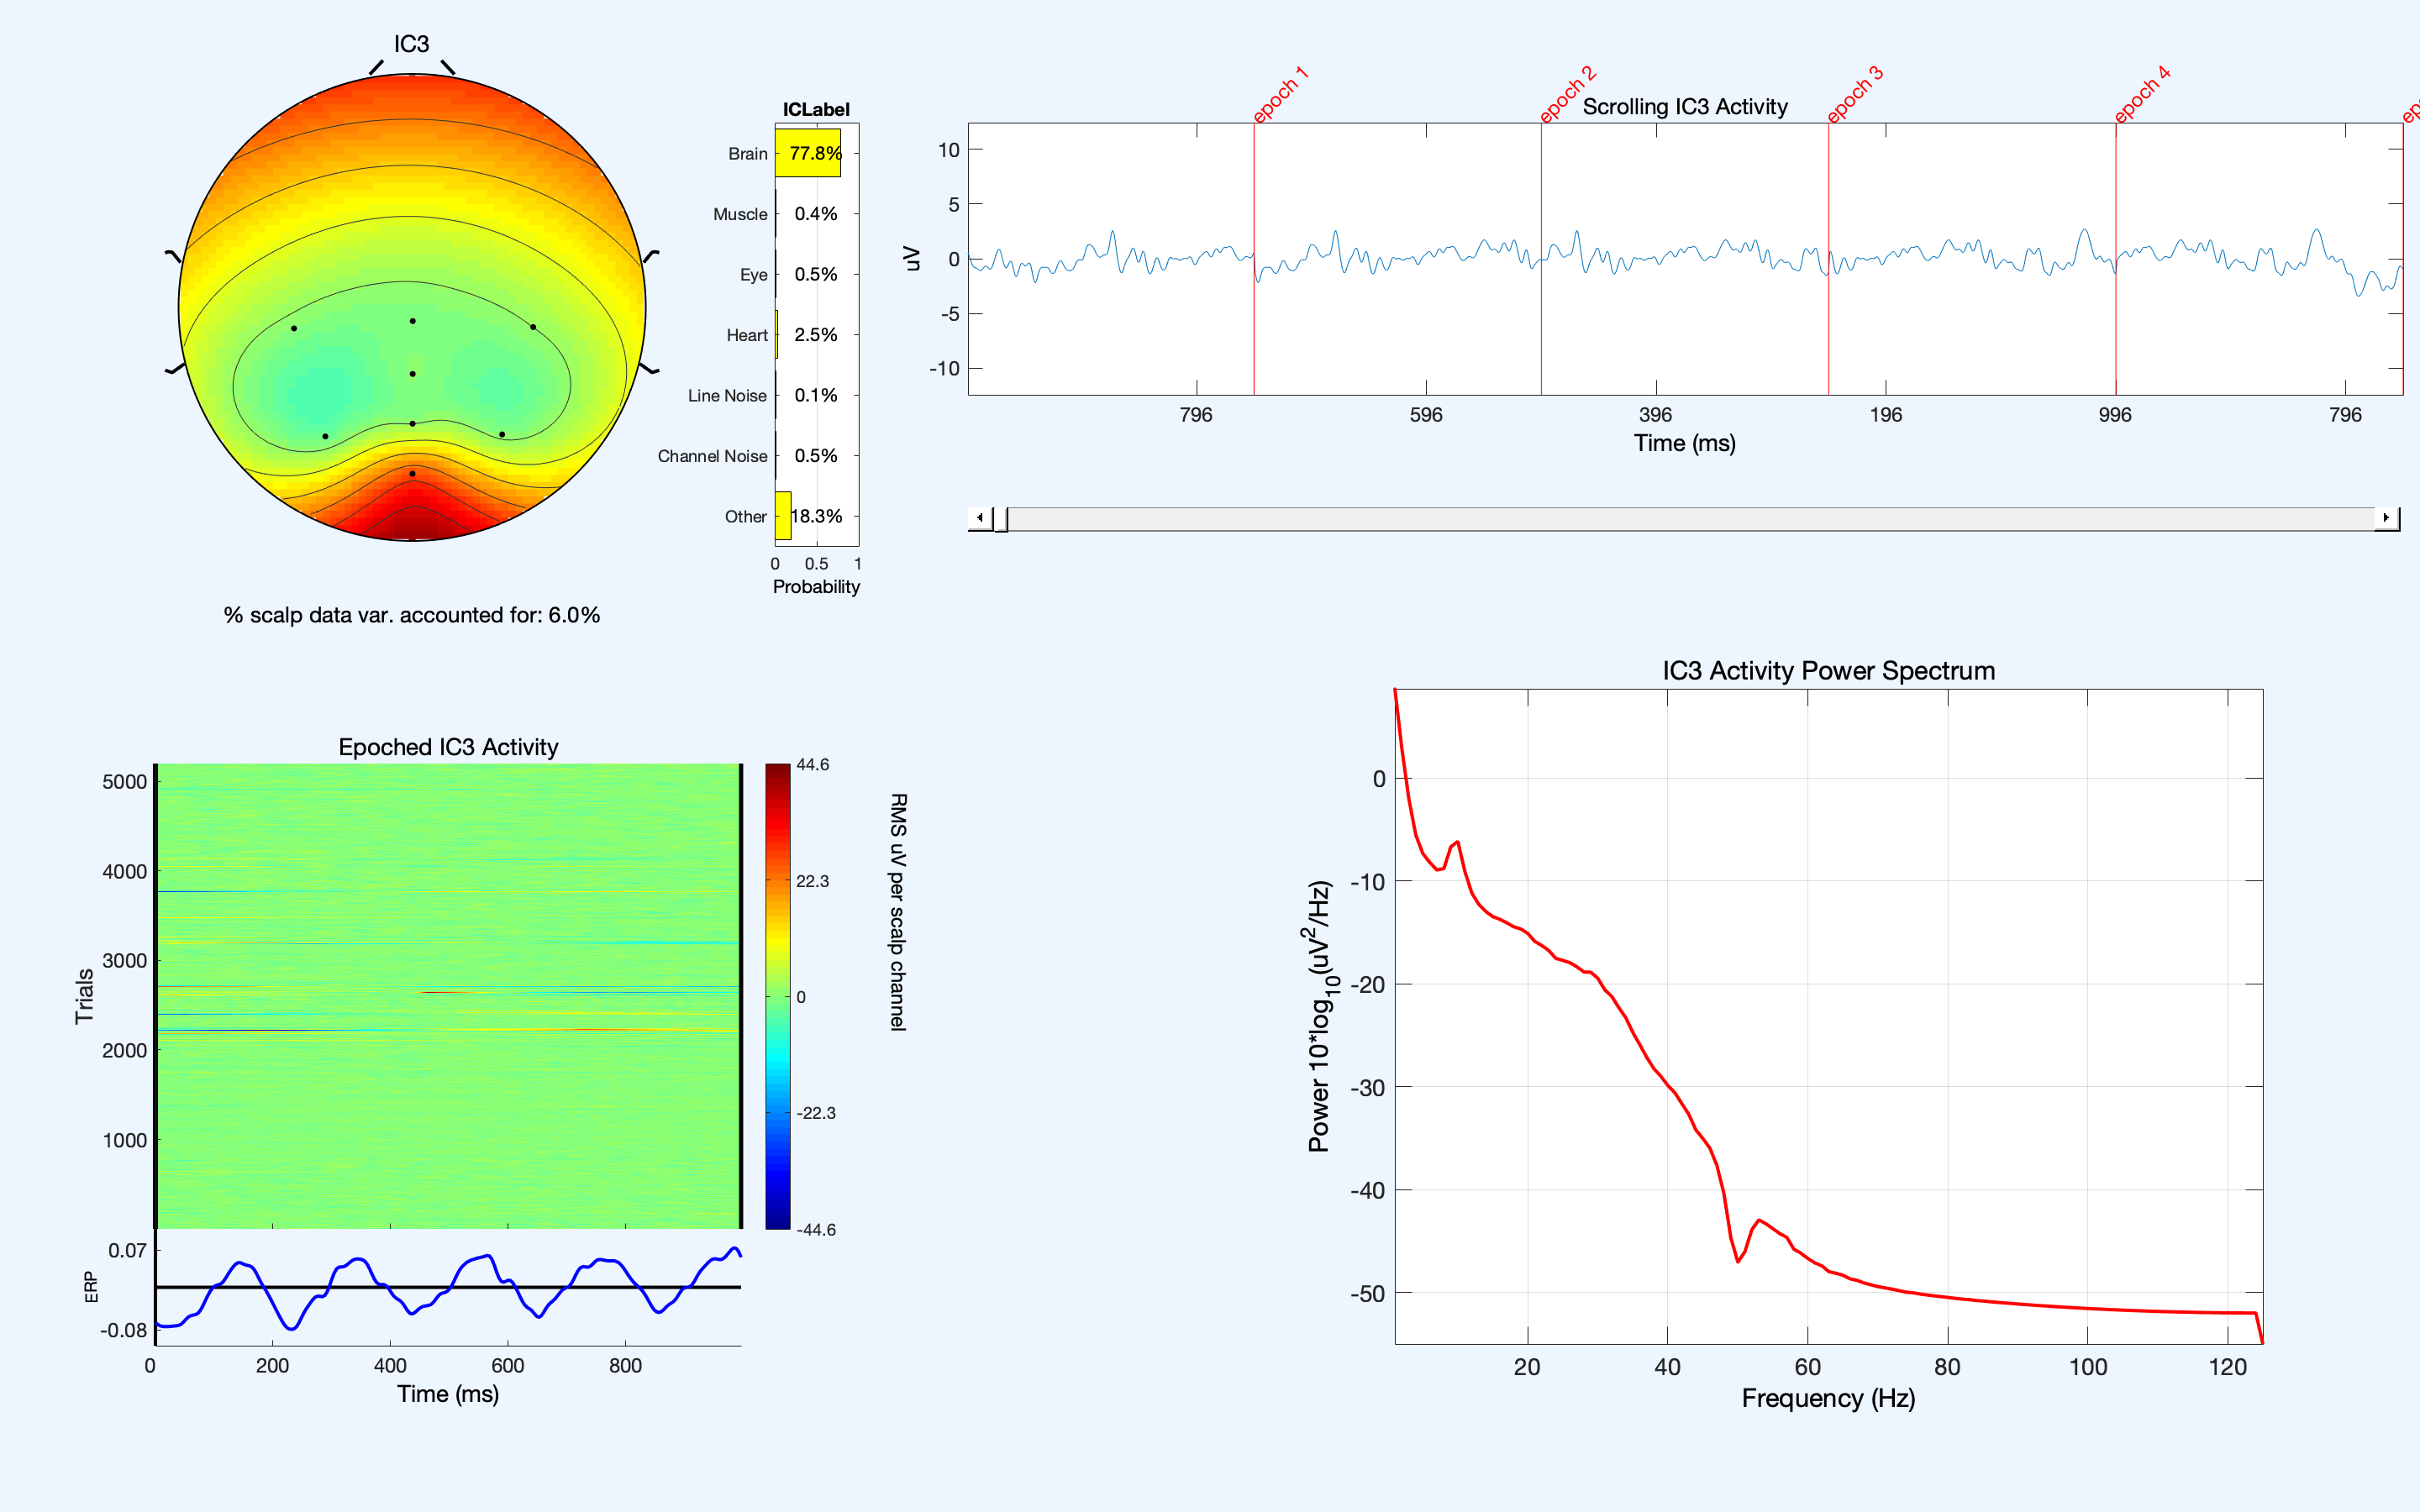 IC3
% scalp data var. accounted for: 6.0%
ICLabel
Brain 77.8%
Muscle 0.4%
Eye 0.5%
Heart 2.5%
Line Noise 0.1%
Channel Noise 0.5%
Other 18.3%
0 0.5 1
Probability
epoch 1 epoch 2 epoch 3 epoch 4
Scrolling IC3 Activity
uV
10
5
0
-5
-10
796 596 396 196 996 796
Time (ms)
Epoched IC3 Activity
Trials
5000
4000
3000
2000
1000
44.6
22.3
0
-22.3
-44.6
RMS uV per scalp channel
ERP
0.07
-0.08
0 200 400 600 800
Time (ms)
IC3 Activity Power Spectrum
Power 10*log10(uV2/Hz)
0
-10
-20
-30
-40
-50
20 40 60 80 100 120
Frequency (Hz)